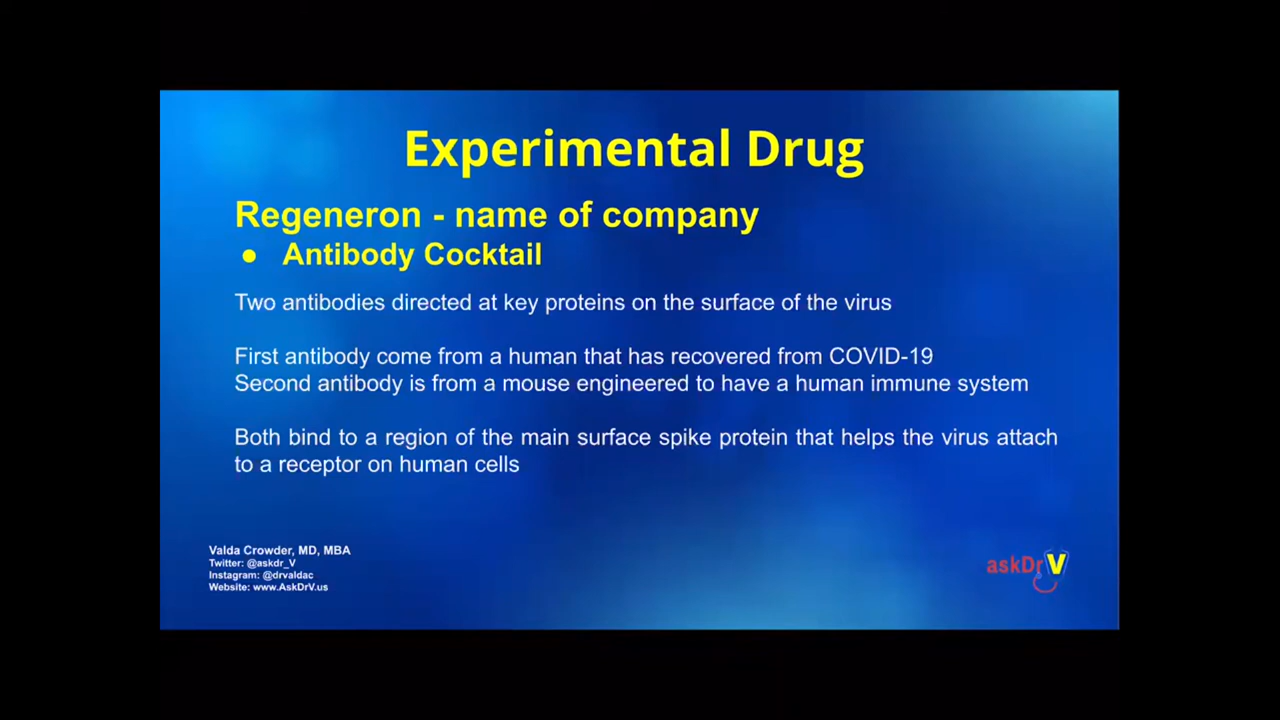 Experimental Drug
Regeneron - name of company
● Antibody Cocktail
Two antibodies directed at key proteins on the surface of the virus
First antibody come from a human that has recovered from COVID-19
Second antibody is from a mouse engineered to have a human immune system
Both bind to a region of the main surface spike protein that helps the virus attach
to a receptor on human cells
Valda Crowder, MD, MBA
Twitter: @askdr_V
Instagram: @drvaldac
Website: www.AskDrV.us
askDrV